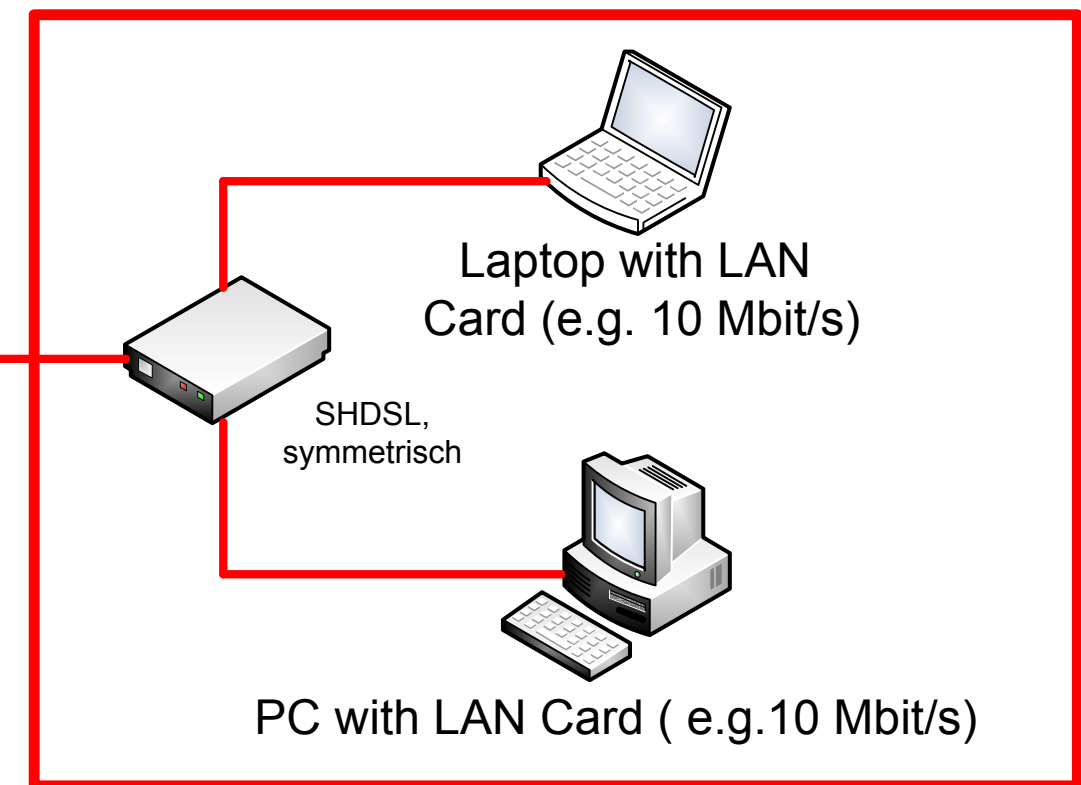 Laptop with LAN
Card (e.g. 10 Mbit/s)
SHDSL,
symmetrisch
PC with LAN Card ( e.g.10 Mbit/s)